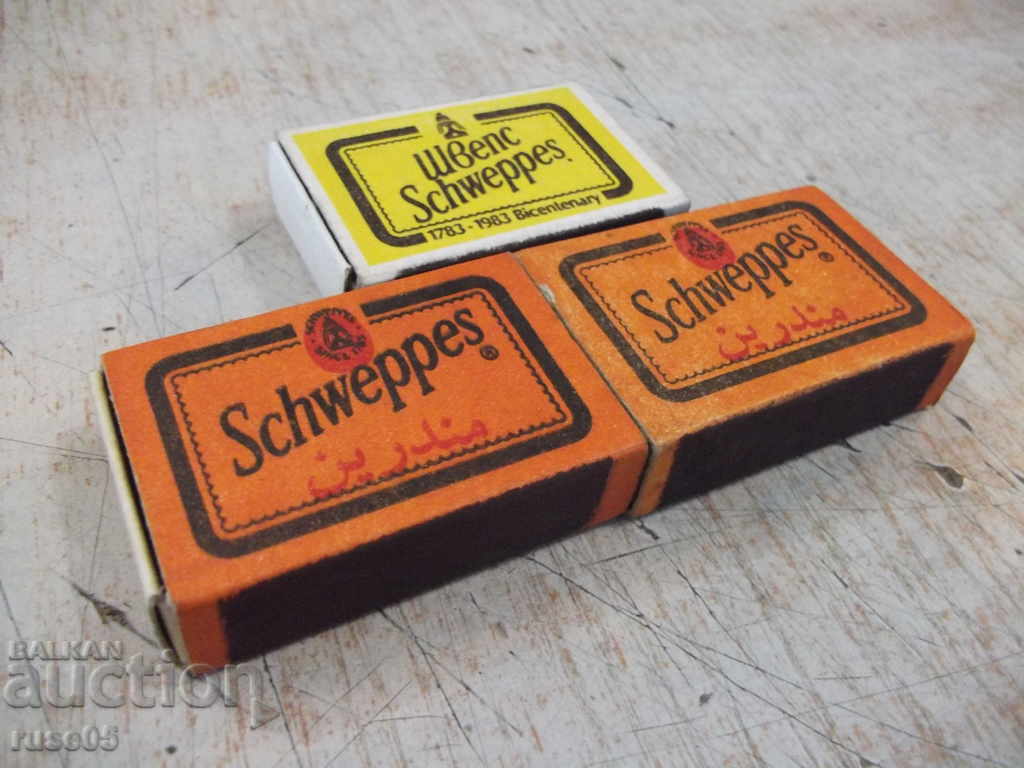 Швепс
Schweppes.
1783 - 1983 Bicentenary
Schweppes®
مندرين
Schweppes®
مندرين
BALKAN
auction
ruse05